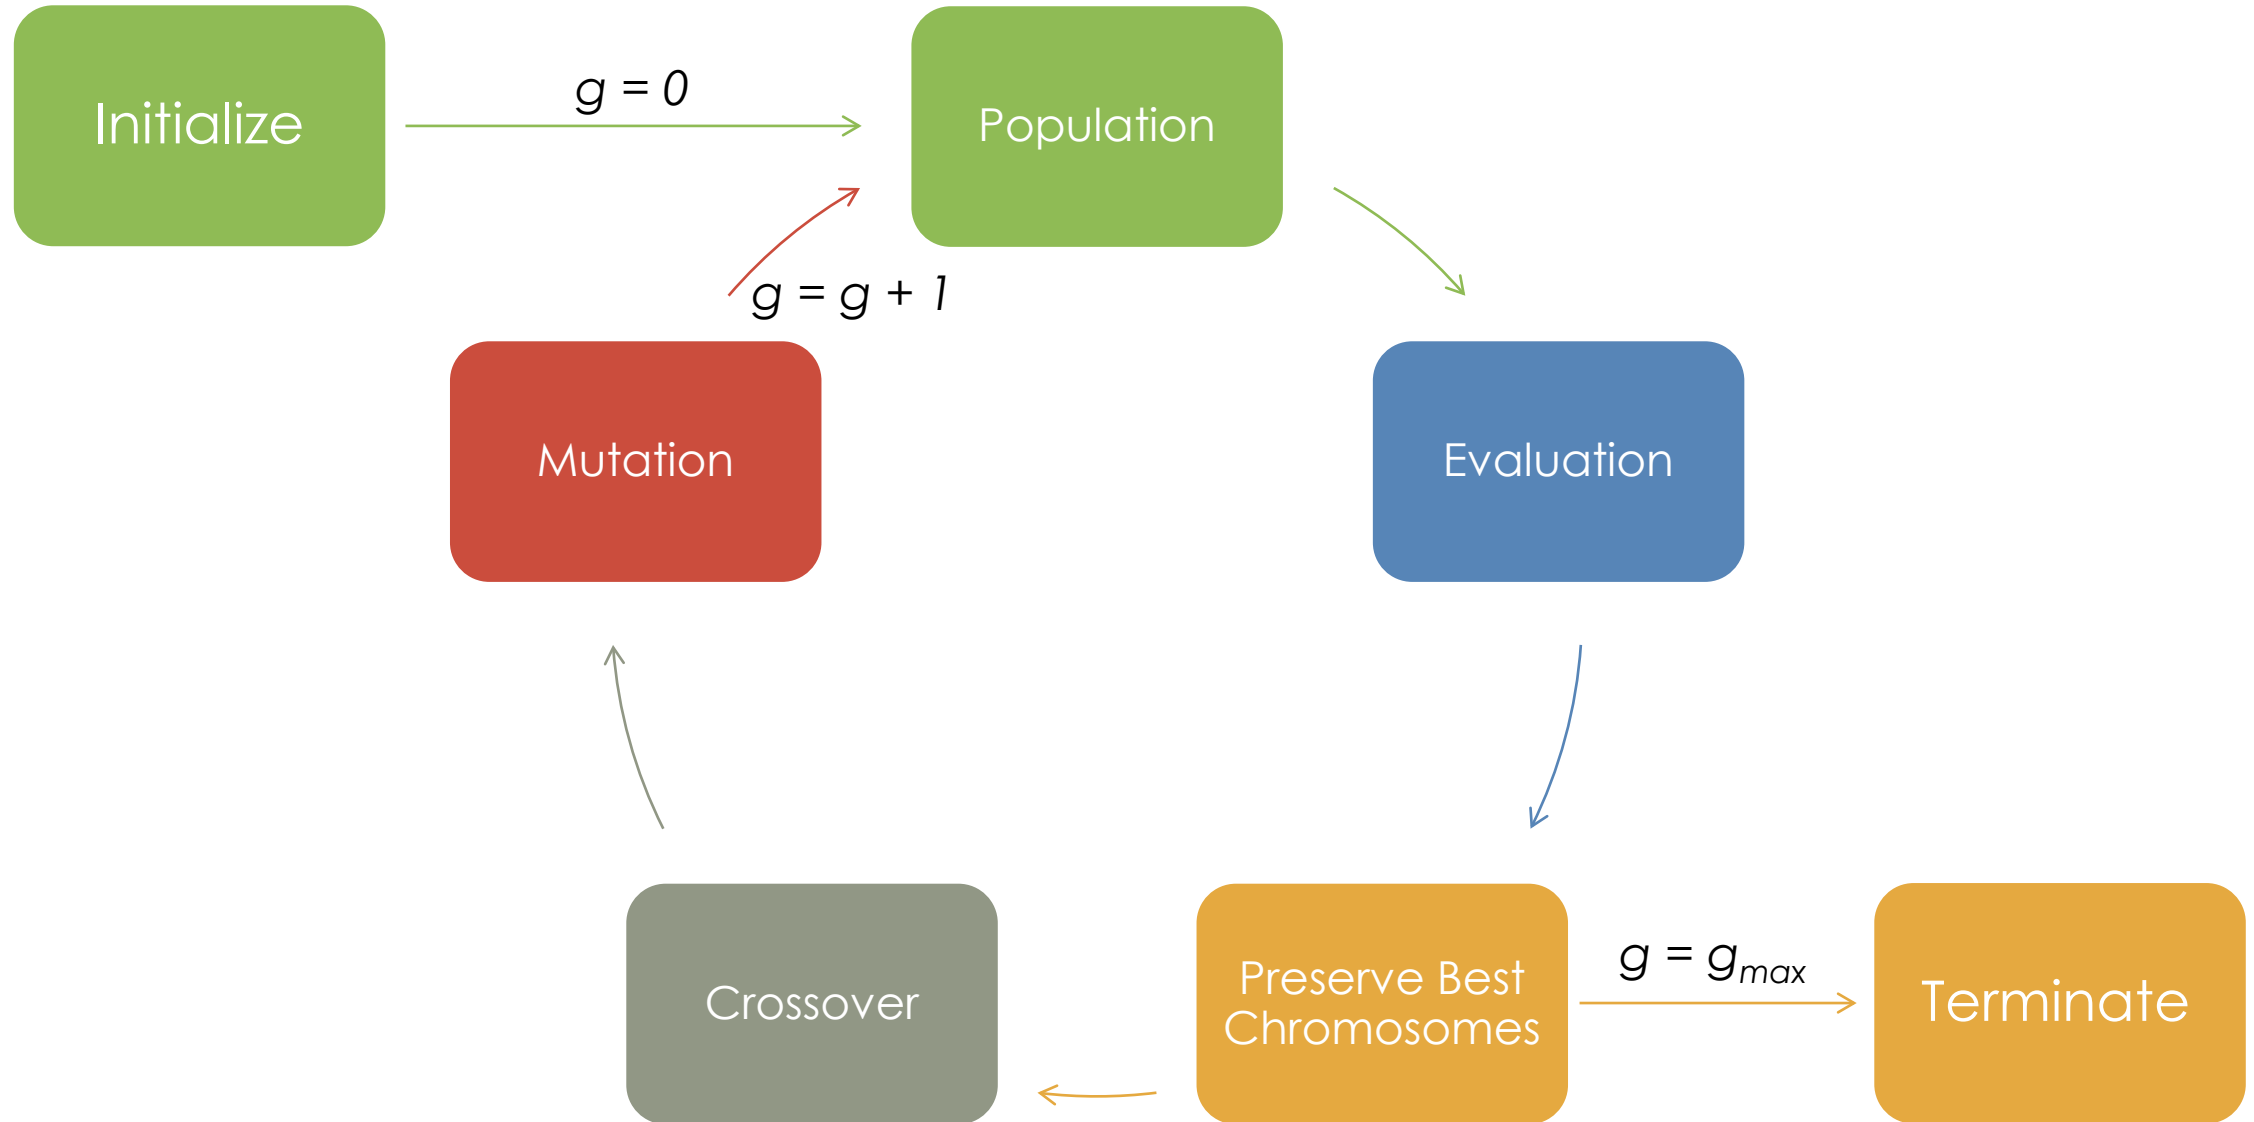 Initialize
g = 0
Population
g = g + 1
Mutation
Evaluation
Crossover
Preserve Best
Chromosomes
g = gmax
Terminate